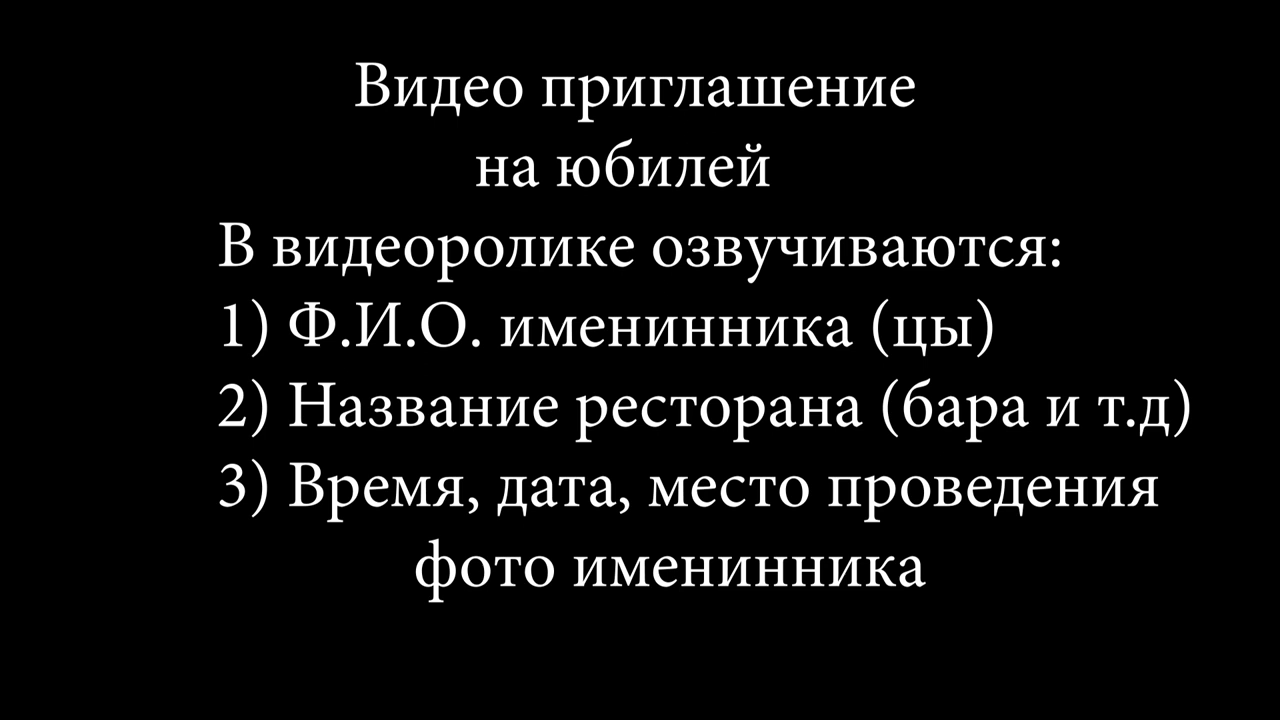 Видео приглашение
на юбилей
В видеоролике озвучиваются:
1) Ф.И.О. именинника (цы)
2) Название ресторана (бара и т.д)
3) Время, дата, место проведения
фото именинника